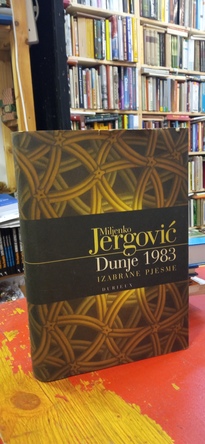 Miljenko
Jergović
Dunje 1983
IZABRANE PJESME
DURIEUX